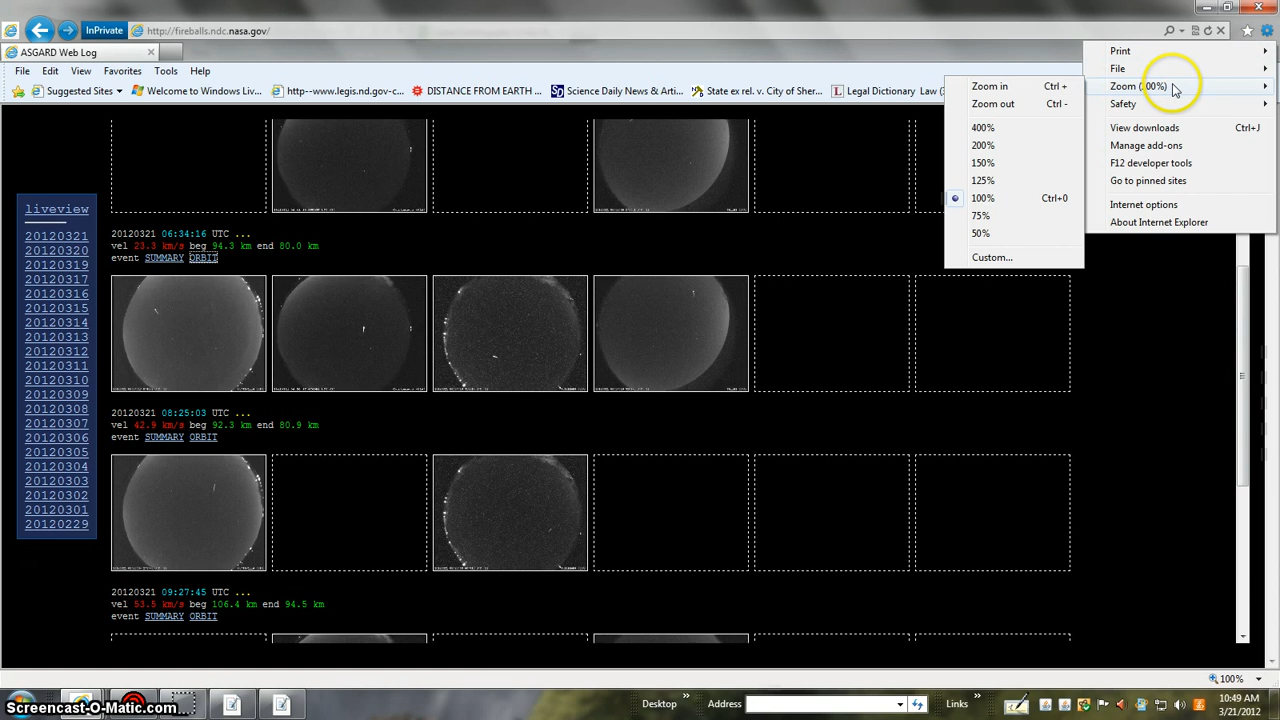 InPrivate
http://fireballs.ndc.nasa.gov/
ASGARD Web Log
File Edit View Favorites Tools Help
Suggested Sites Welcome to Windows Liv... http--www.legis.nd.gov-c... DISTANCE FROM EARTH ... Science Daily News & Arti... State ex rel. v. City of Sher... Legal Dictionary Law
Print
File
Zoom (100%)
Safety
View downloads Ctrl+J
Manage add-ons
F12 developer tools
Go to pinned sites
Internet options
About Internet Explorer
Zoom in Ctrl +
Zoom out Ctrl -
400%
200%
150%
125%
100% Ctrl+0
75%
50%
Custom...
liveview
20120321
20120320
20120319
20120317
20120316
20120315
20120314
20120313
20120312
20120311
20120310
20120309
20120308
20120307
20120306
20120305
20120304
20120303
20120302
20120301
20120229
20120321 06:34:16 UTC ...
vel 23.3 km/s beg 94.3 km end 80.0 km
event SUMMARY ORBIT
20120321 08:25:03 UTC ...
vel 42.9 km/s beg 92.3 km end 80.9 km
event SUMMARY ORBIT
20120321 09:27:45 UTC ...
vel 53.5 km/s beg 106.4 km end 94.5 km
event SUMMARY ORBIT
100%
Screencast-O-Matic.com
Desktop » Address Links »
10:49 AM
3/21/2012